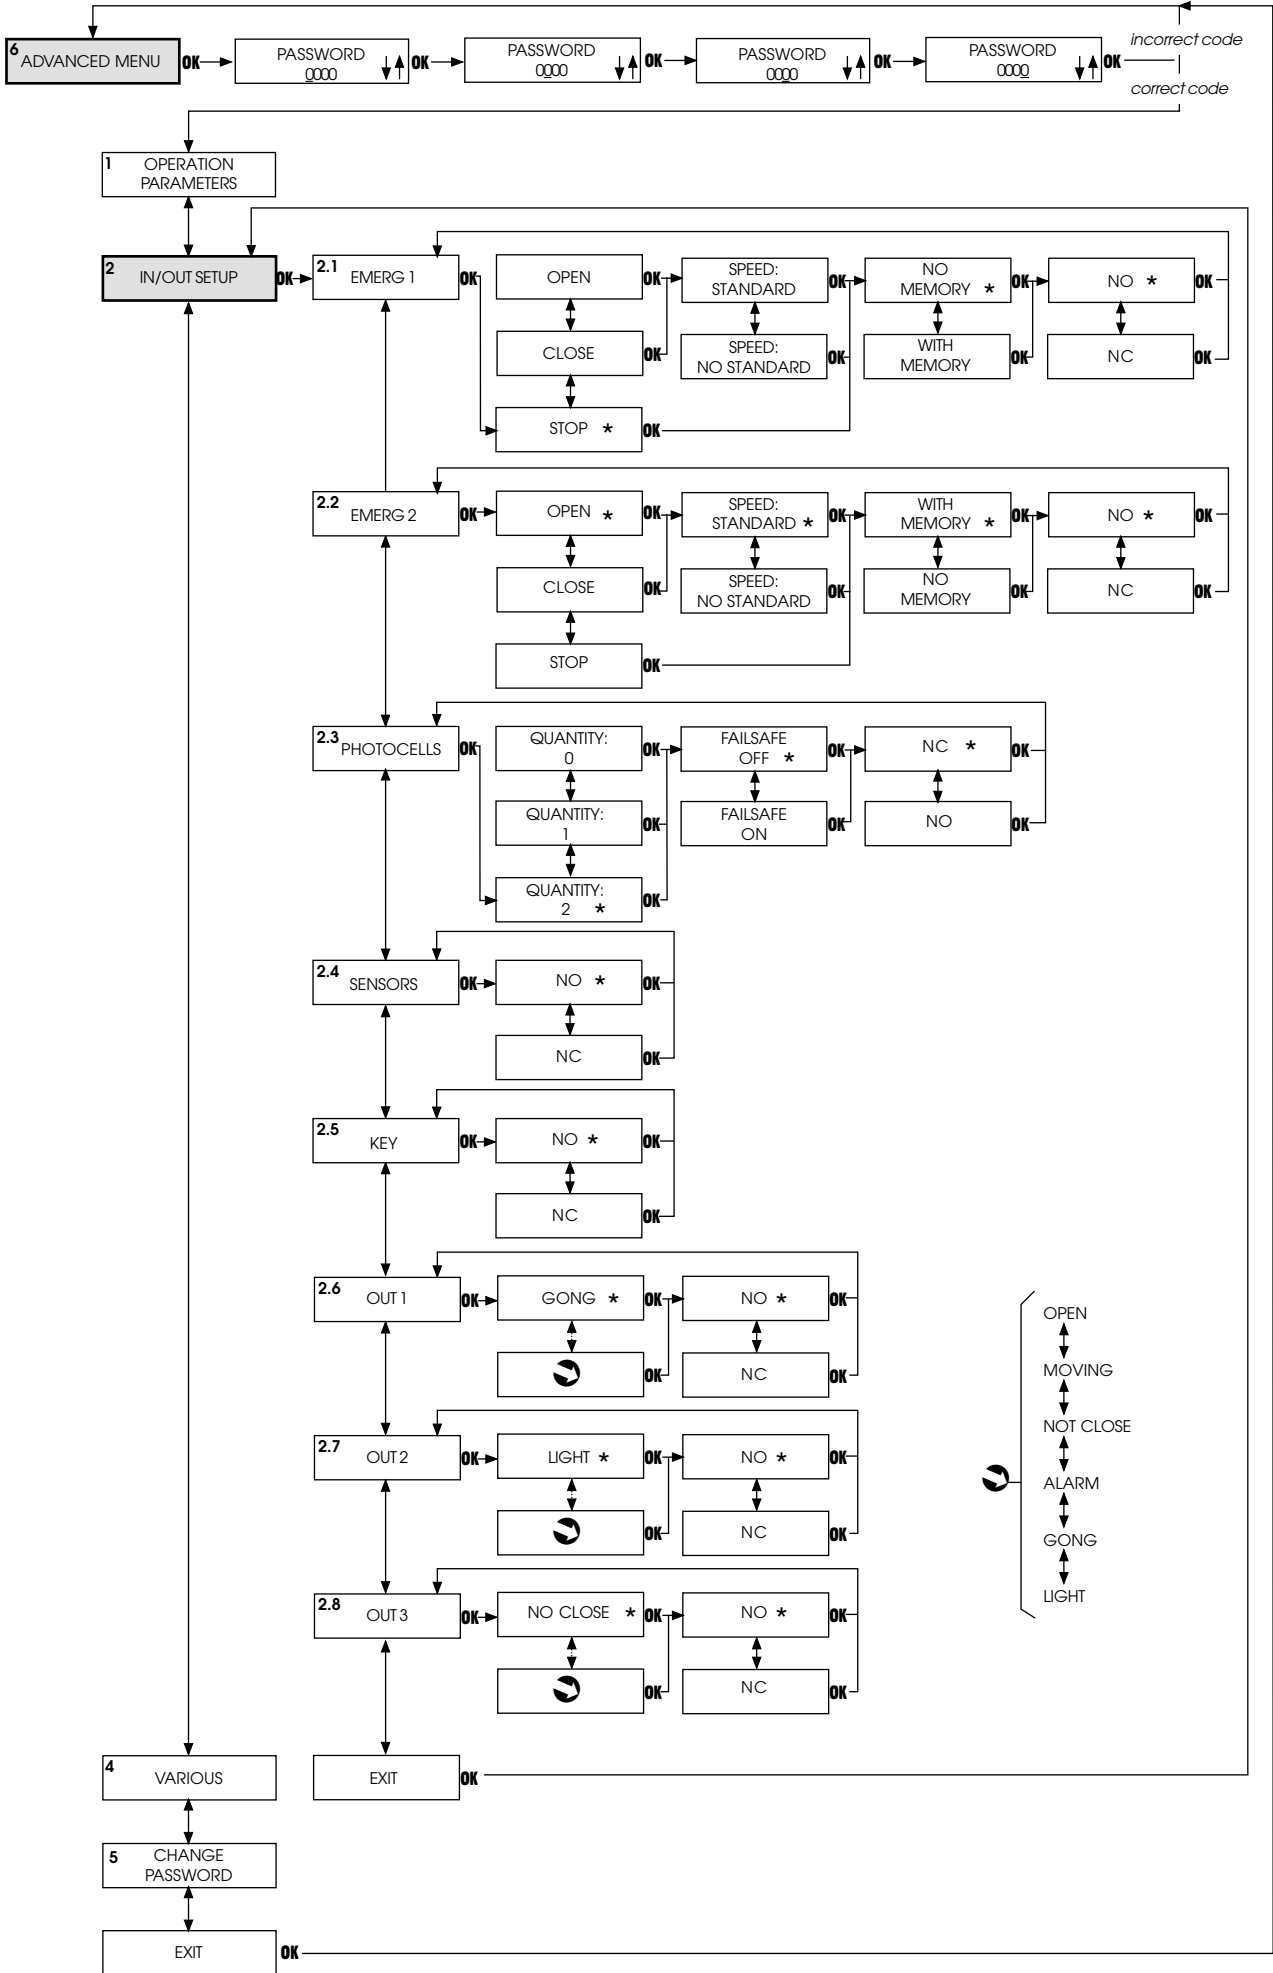 6 ADVANCED MENU OK PASSWORD 0000 OK PASSWORD 0000 OK PASSWORD 0000 OK PASSWORD 0000 OK
incorrect code
correct code
1 OPERATION
PARAMETERS
2 IN/OUT SETUP OK
2.1 EMERG 1 OK
OPEN OK
SPEED:
STANDARD OK
NO
MEMORY * OK
NO * OK
CLOSE OK
SPEED:
NO STANDARD OK
WITH
MEMORY OK
NC OK
STOP * OK
2.2 EMERG 2 OK
OPEN * OK
SPEED:
STANDARD * OK
WITH
MEMORY * OK
NO * OK
CLOSE OK
SPEED:
NO STANDARD OK
NO
MEMORY OK
NC OK
STOP OK
2.3 PHOTOCELLS OK
QUANTITY:
0 OK
FAILSAFE
OFF * OK
NC * OK
QUANTITY:
1 OK
FAILSAFE
ON OK
NO OK
QUANTITY:
2 * OK
2.4 SENSORS OK
NO * OK
NC OK
2.5 KEY OK
NO * OK
NC OK
2.6 OUT 1 OK
GONG * OK
NO * OK
OK
NC OK
2.7 OUT 2 OK
LIGHT * OK
NO * OK
OK
NC OK
2.8 OUT 3 OK
NO CLOSE * OK
NO * OK
OK
NC OK
OPEN
MOVING
NOT CLOSE
ALARM
GONG
LIGHT
4 VARIOUS
EXIT OK
5 CHANGE
PASSWORD
EXIT OK